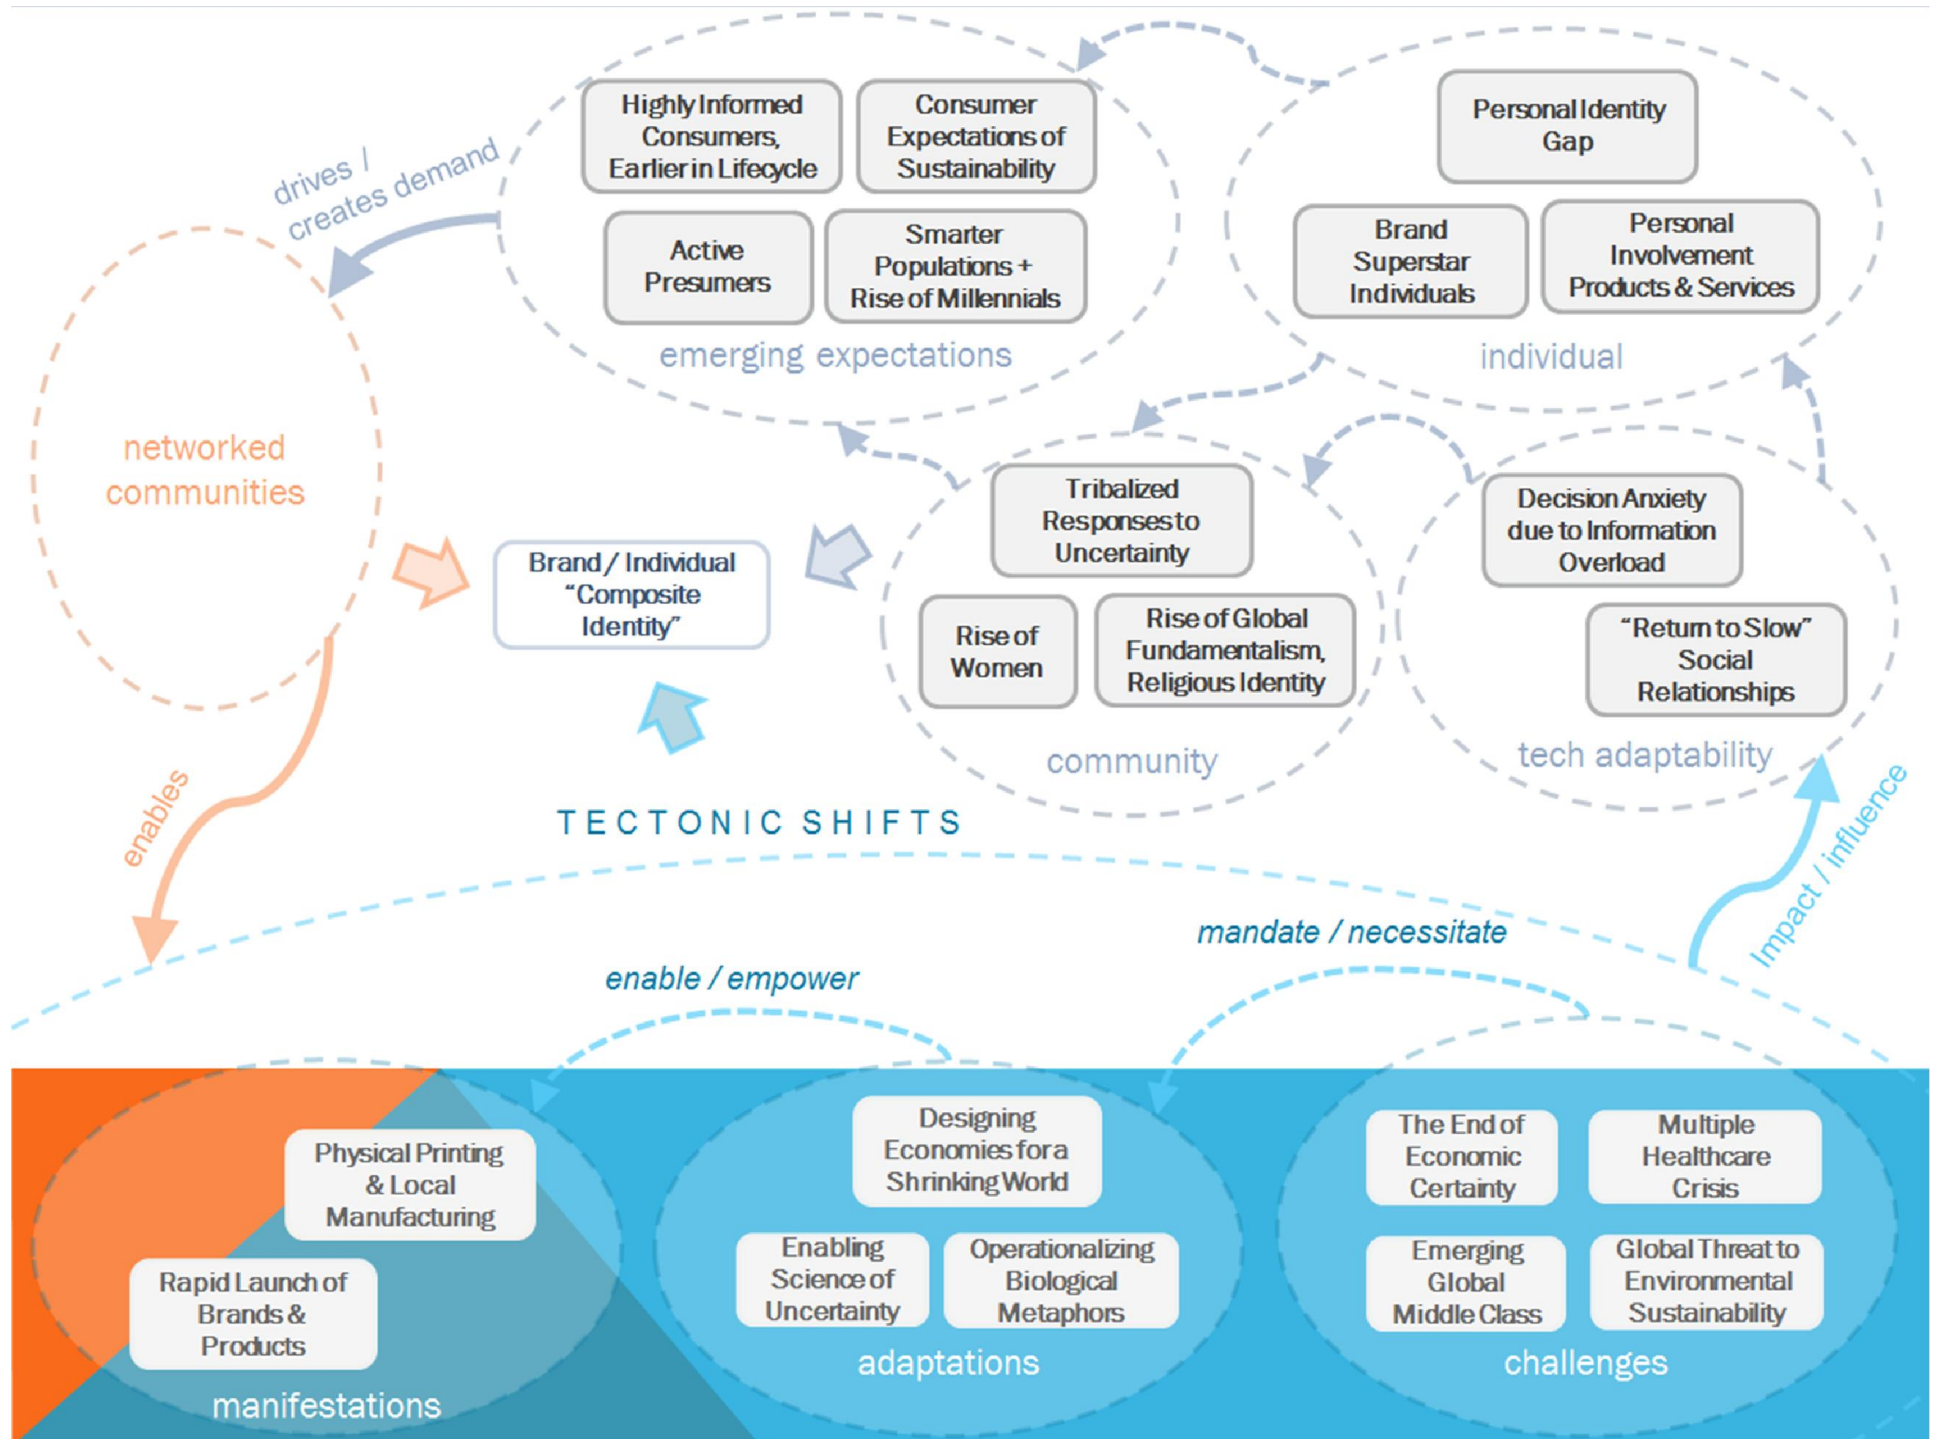 Highly Informed
Consumers,
Earlier in Lifecycle
Consumer
Expectations of
Sustainability
Active
Presumers
Smarter
Populations +
Rise of Millennials
emerging expectations
Personal Identity
Gap
Brand
Superstar
Individuals
Personal
Involvement
Products & Services
individual
drives /
creates demand
networked
communities
Brand / Individual
“Composite
Identity”
Tribalized
Responses to
Uncertainty
Rise of
Women
Rise of Global
Fundamentalism,
Religious Identity
community
Decision Anxiety
due to Information
Overload
“Return to Slow”
Social
Relationships
tech adaptability
enables
TECTONIC SHIFTS
Impact / influence
mandate / necessitate
enable / empower
Physical Printing
& Local
Manufacturing
Rapid Launch of
Brands &
Products
manifestations
Designing
Economies for a
Shrinking World
Enabling
Science of
Uncertainty
Operationalizing
Biological
Metaphors
adaptations
The End of
Economic
Certainty
Multiple
Healthcare
Crisis
Emerging
Global
Middle Class
Global Threat to
Environmental
Sustainability
challenges